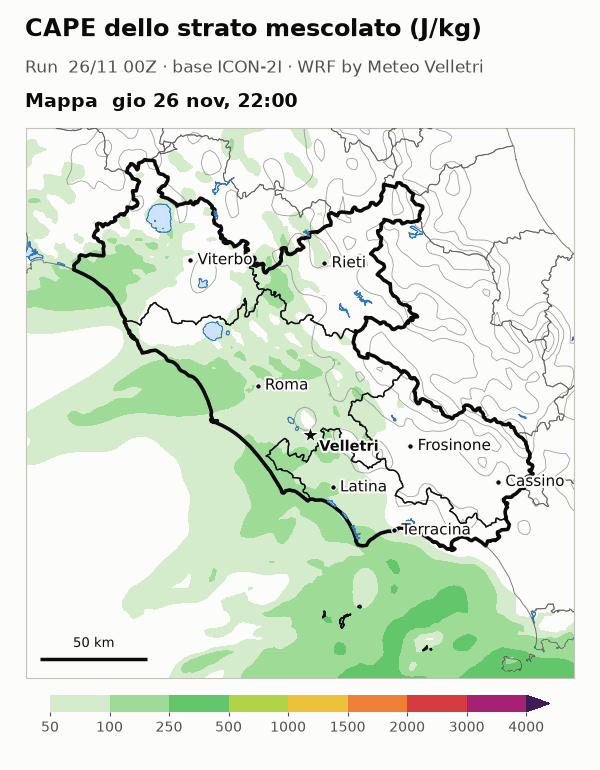 CAPE dello strato mescolato (J/kg)
Run  26/11 00Z · base ICON-2I · WRF by Meteo Velletri
Mappa  gio 26 nov, 22:00
Viterbo
Rieti
Roma
Velletri
Frosinone
Latina
Cassino
Terracina
50 km
50 100 250 500 1000 1500 2000 3000 4000